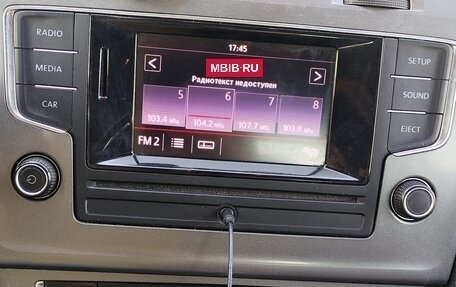 RADIO
MEDIA
CAR
17:45
MBIB.RU
Радиотекст недоступен
5 6 7 8
103.4 МГц 104.2 МГц 107.7 МГц 103.6 МГц
FM 2
SETUP
SOUND
EJECT